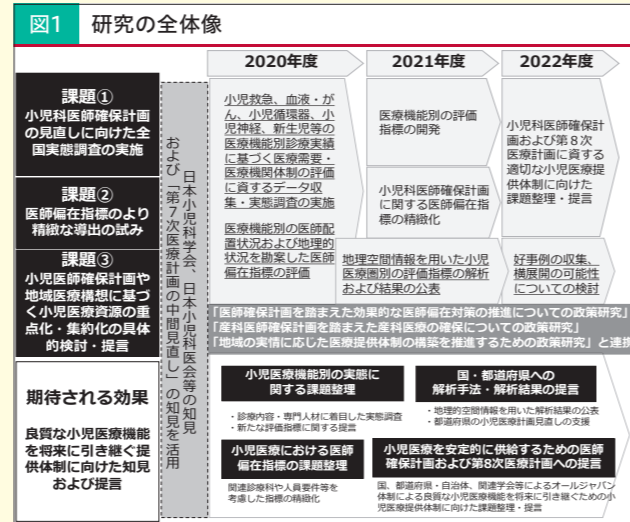 図1 研究の全体像
2020年度
2021年度
2022年度
課題①
小児科医師確保計画
の見直しに向けた全
国実態調査の実施
課題②
医師偏在指標のより
精緻な導出の試み
課題③
小児医師確保計画や
地域医療構想に基づ
く小児医療資源の重
点化・集約化の具体
的検討・提言
期待される効果
良質な小児医療機能
を将来に引き継ぐ提
供体制に向けた知見
および提言
日本小児科学会、日本小児科医会等の知見
および「第7次医療計画の中間見直し」の知見を活用
小児救急、血液・が
ん、小児循環器、小
児神経、新生児等の
医療機能別診療実績
に基づく医療需要・
医療機関体制の評価
に資するデータ収
集・実態調査の実施
医療機能別の医師配
置状況および地理的
状況を勘案した医師
偏在指標の評価
医療機能別の評価
指標の開発
小児科医師確保計画
に関する医師偏在指
標の精緻化
地理空間情報を用いた小児
医療圏別の評価指標の解析
および結果の公表
小児科医師確保計
画および第8次
医療計画に資する
適切な小児医療提
供体制に向けた
課題整理・提言
好事例の収集、
横展開の可能性
についての検討
「医師確保計画を踏まえた効果的な医師偏在対策の推進についての政策研究」
「産科医師確保計画を踏まえた産科医療の確保についての政策研究」
「地域の実情に応じた医療提供体制の構築を推進するための政策研究」と連携
小児医療機能別の実態に
関する課題整理
・診療内容・専門人材に着目した実態調査
・新たな評価指標に関する提言
国・都道府県への
解析手法・解析結果の提言
・地理的空間情報を用いた解析結果の公表
・都道府県の小児医療計画見直しの支援
小児医療における医師
偏在指標の課題整理
関連診療科や人員要件等を
考慮した指標の精緻化
小児医療を安定的に供給するための医師
確保計画および第8次医療計画への提言
国、都道府県・自治体、関連学会等によるオールジャパン
体制による良質な小児医療機能を将来に引き継ぐための小
児医療提供体制に向けた課題整理・提言